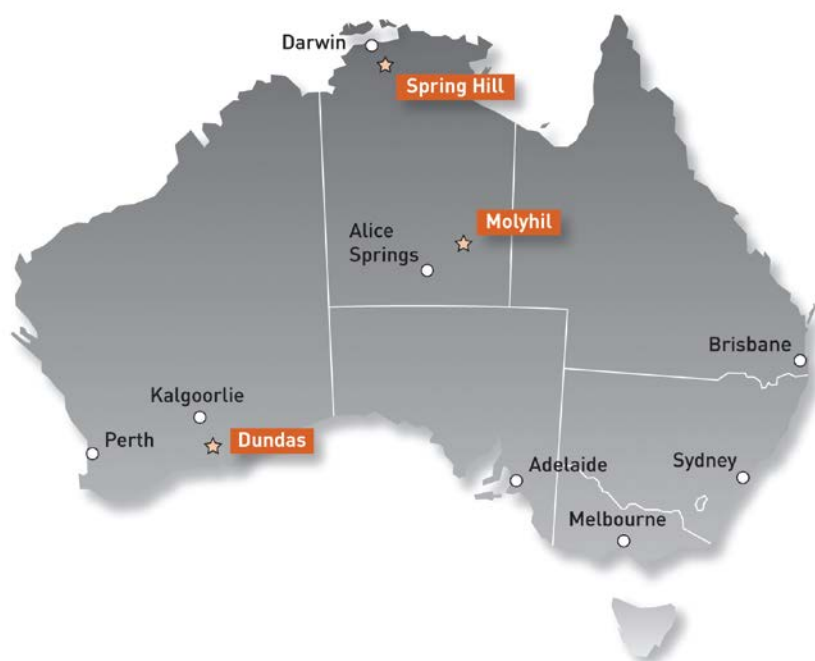 Darwin
Spring Hill
Molyhil
Alice
Springs
Brisbane
Kalgoorlie
Perth
Dundas
Adelaide
Sydney
Melbourne